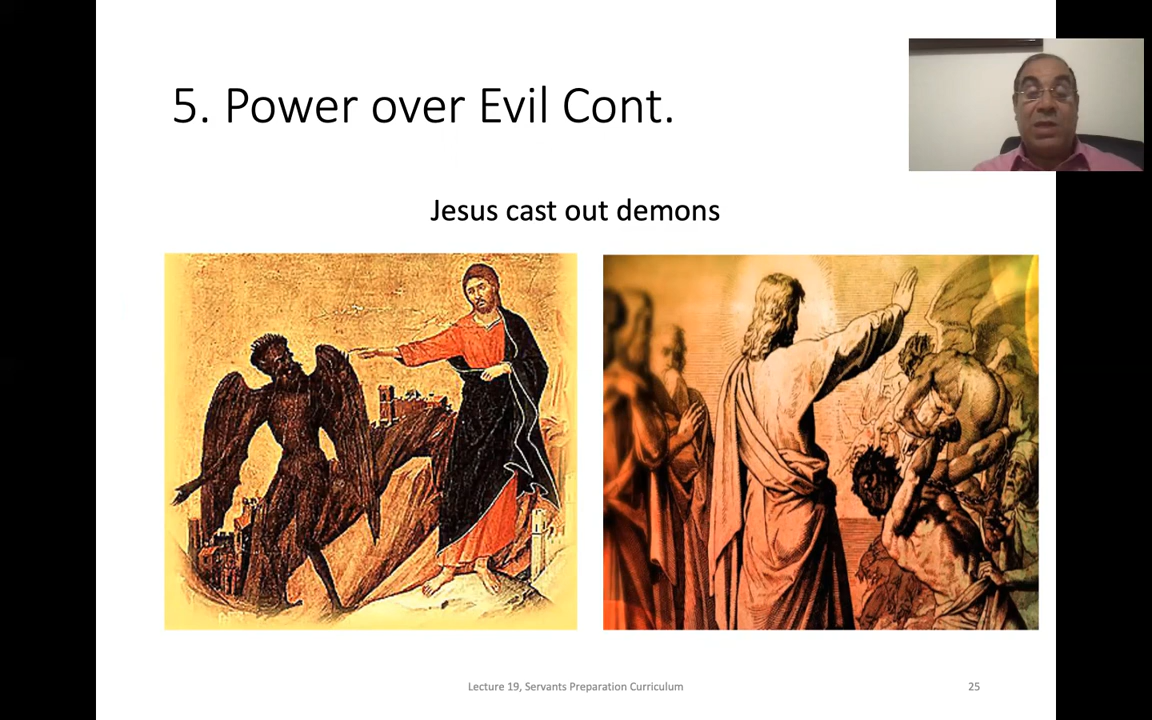 5. Power over Evil Cont.
Jesus cast out demons
Lecture 19, Servants Preparation Curriculum
25